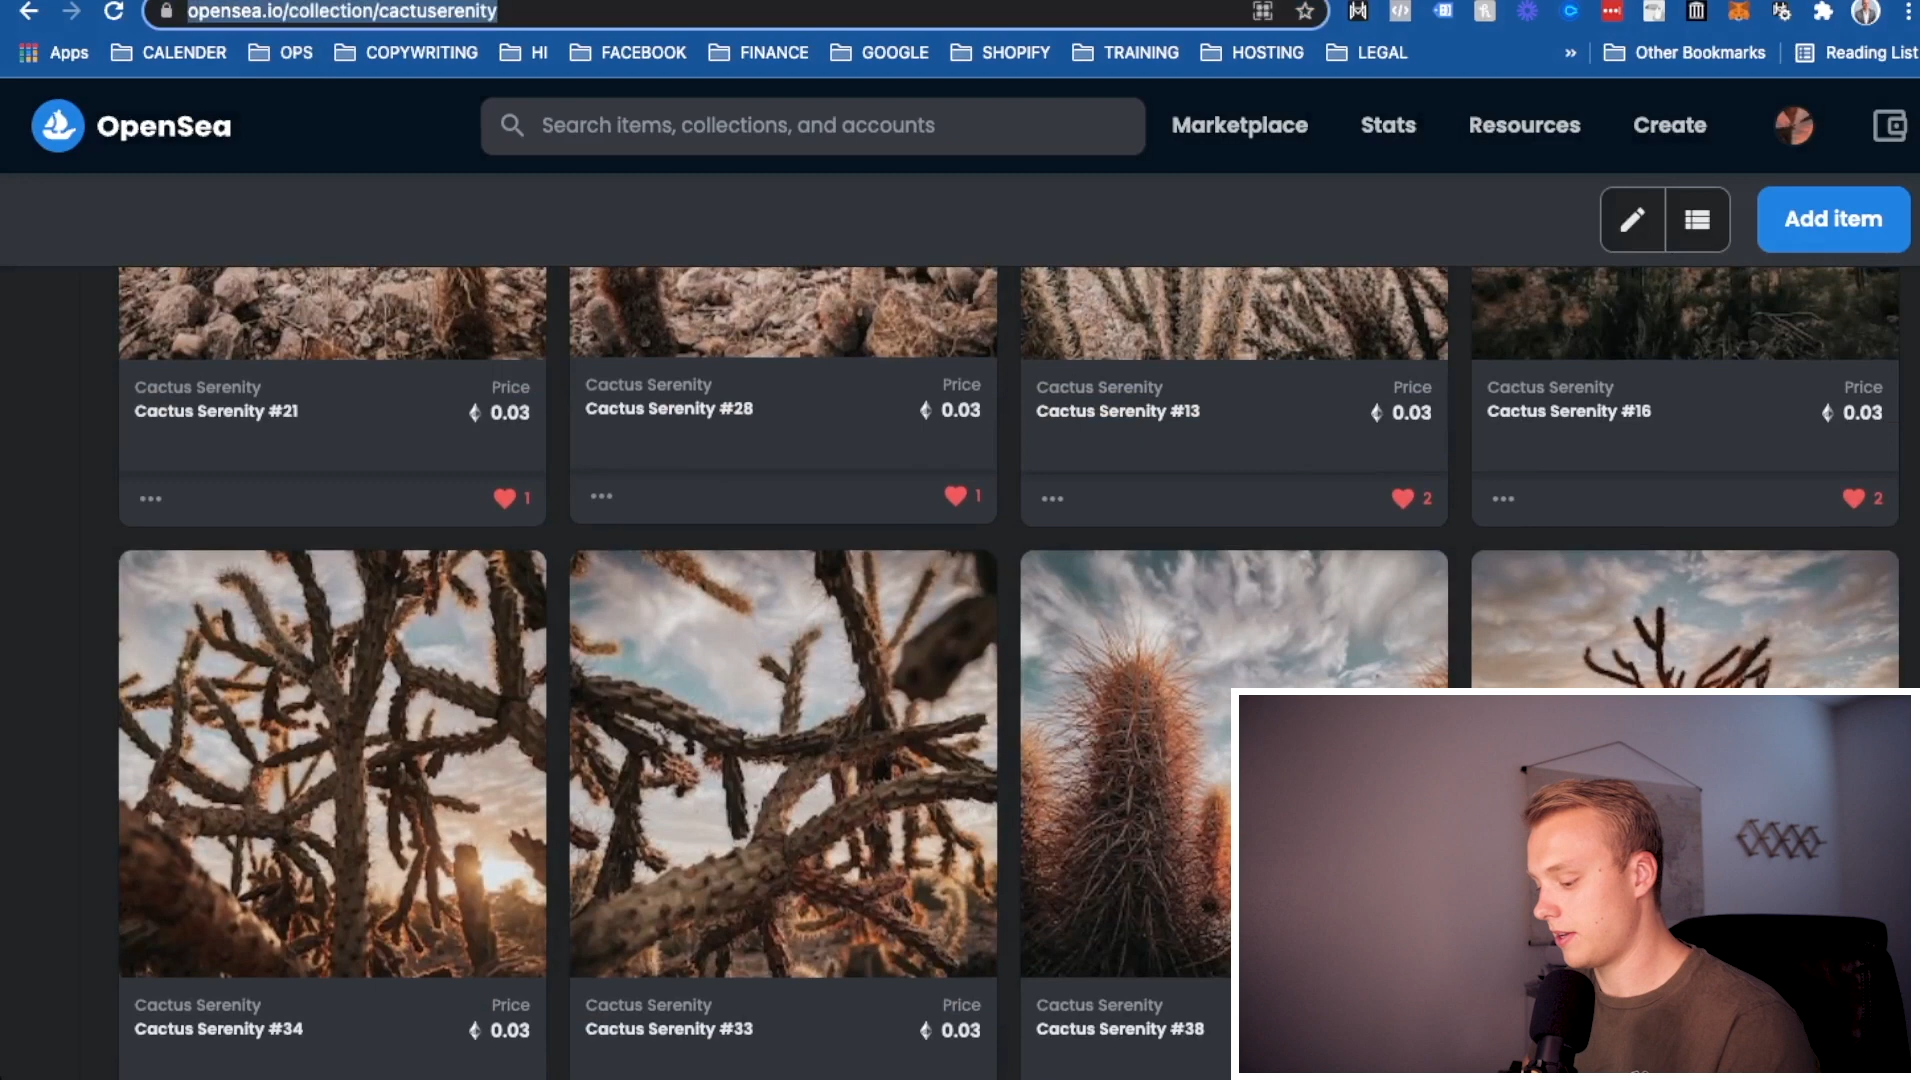 opensea.io/collection/cactuserenity
Apps CALENDER OPS COPYWRITING HI FACEBOOK FINANCE GOOGLE SHOPIFY TRAINING HOSTING LEGAL » Other Bookmarks Reading List
OpenSea Search items, collections, and accounts Marketplace Stats Resources Create
Add item
Cactus Serenity Price
Cactus Serenity #21 0.03
... 1
Cactus Serenity Price
Cactus Serenity #28 0.03
... 1
Cactus Serenity Price
Cactus Serenity #13 0.03
... 2
Cactus Serenity Price
Cactus Serenity #16 0.03
... 2
Cactus Serenity Price
Cactus Serenity #34 0.03
Cactus Serenity Price
Cactus Serenity #33 0.03
Cactus Serenity
Cactus Serenity #38